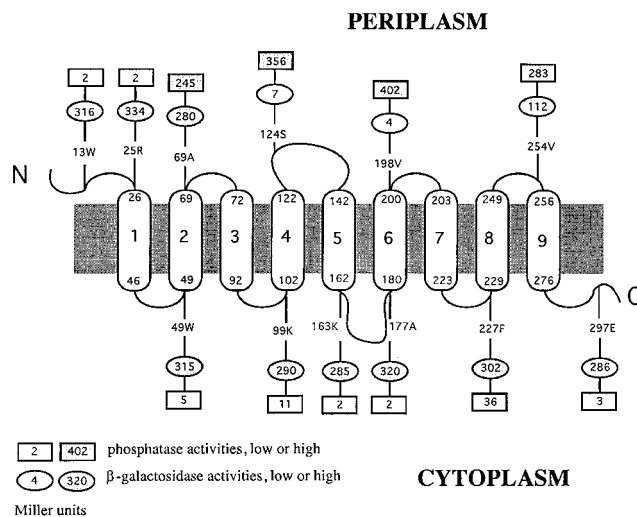 PERIPLASM
2 2 245 356 402 283
316 334 280 7 4 112
13W 25R 69A 124S 198V 254V
N
26 69 72 122 142 200 203 249 256
1 2 3 4 5 6 7 8 9
46 49 92 102 162 180 223 229 276
C
49W 99K 163K 177A 227F 297E
315 290 285 320 302 286
5 11 2 2 36 3
2 402 phosphatase activities, low or high
4 320 β-galactosidase activities, low or high
CYTOPLASM
Miller units